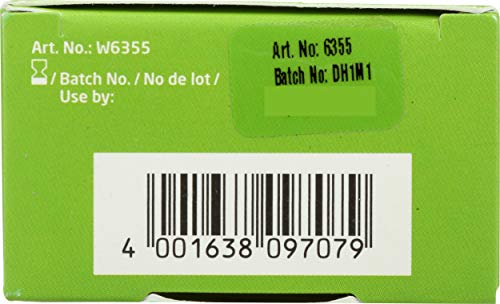 Art. No.: W6355
/ Batch No. / No de lot /
Use by:
Art. No: 6355
Batch No: DH1M1
4 001638 097079